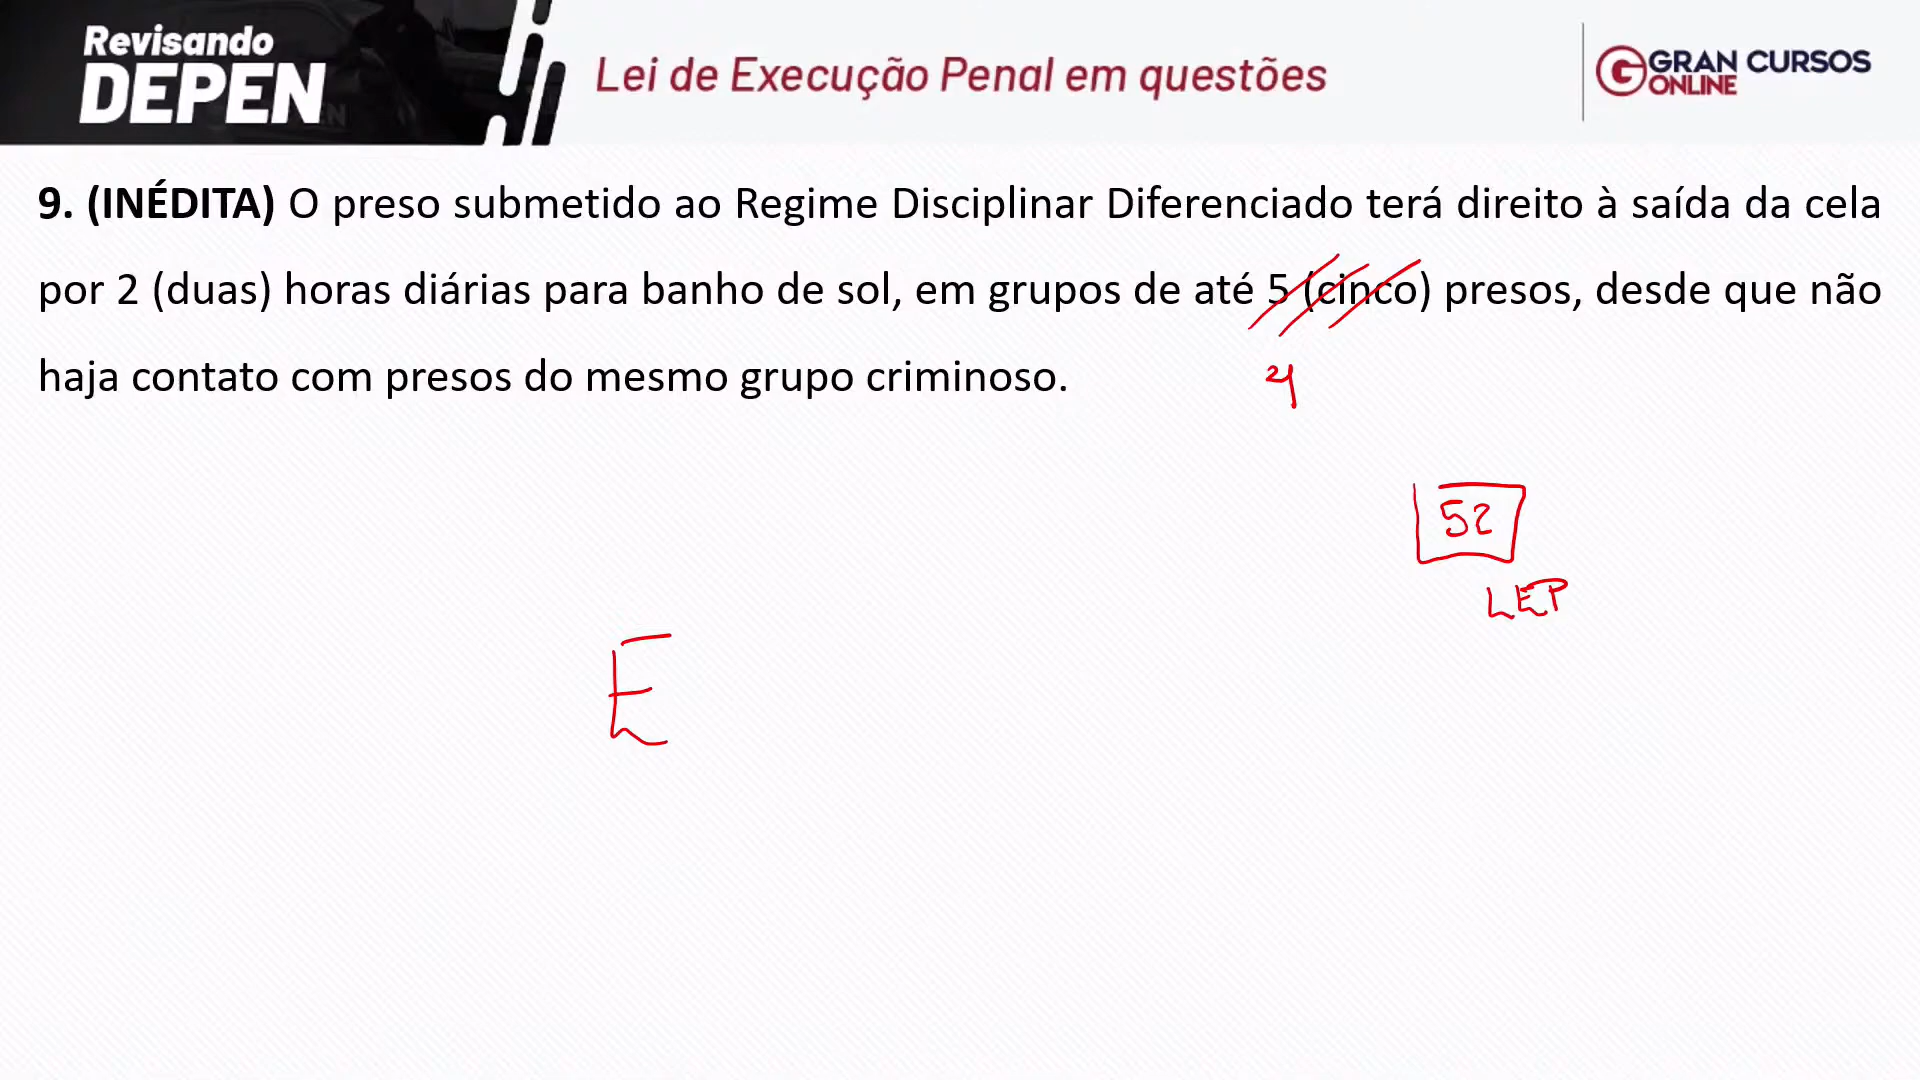 Revisando
DEPEN
Lei de Execução Penal em questões
GRAN CURSOS
ONLINE
9. (INÉDITA) O preso submetido ao Regime Disciplinar Diferenciado terá direito à saída da cela
por 2 (duas) horas diárias para banho de sol, em grupos de até 5 (cinco) presos, desde que não
haja contato com presos do mesmo grupo criminoso.
4
52
LEP
E